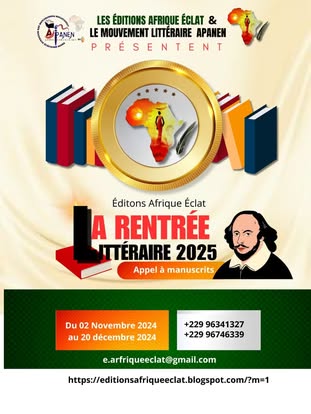 LES ÉDITIONS AFRIQUE ÉCLAT &
LE MOUVEMENT LITTÉRAIRE APANEN
PRÉSENTENT
Éditons Afrique Éclat
LA RENTRÉE
LITTÉRAIRE 2025
Appel à manuscrits
Du 02 Novembre 2024
au 20 décembre 2024
+229 96341327
+229 96746339
e.arfriqueeclat@gmail.com
https://editionsafriqueeclat.blogspot.com/?m=1